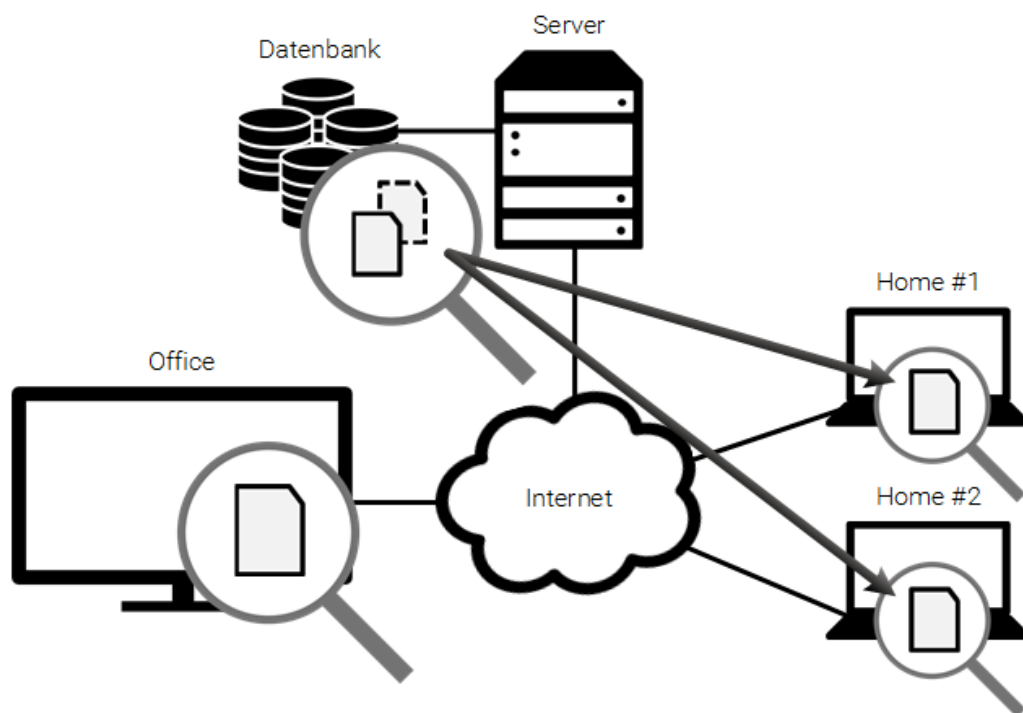 Server
Datenbank
Home #1
Office
Internet
Home #2